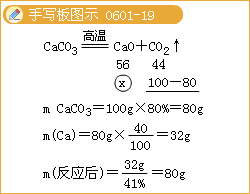 手写板图示 0601-19
高温
CaCO₃══CaO+CO₂↑
56 44
ⓧ 100-80
m CaCO₃=100g×80%=80g
m(Ca)=80g×40/100=32g
m(反应后)=32g/41%=80g